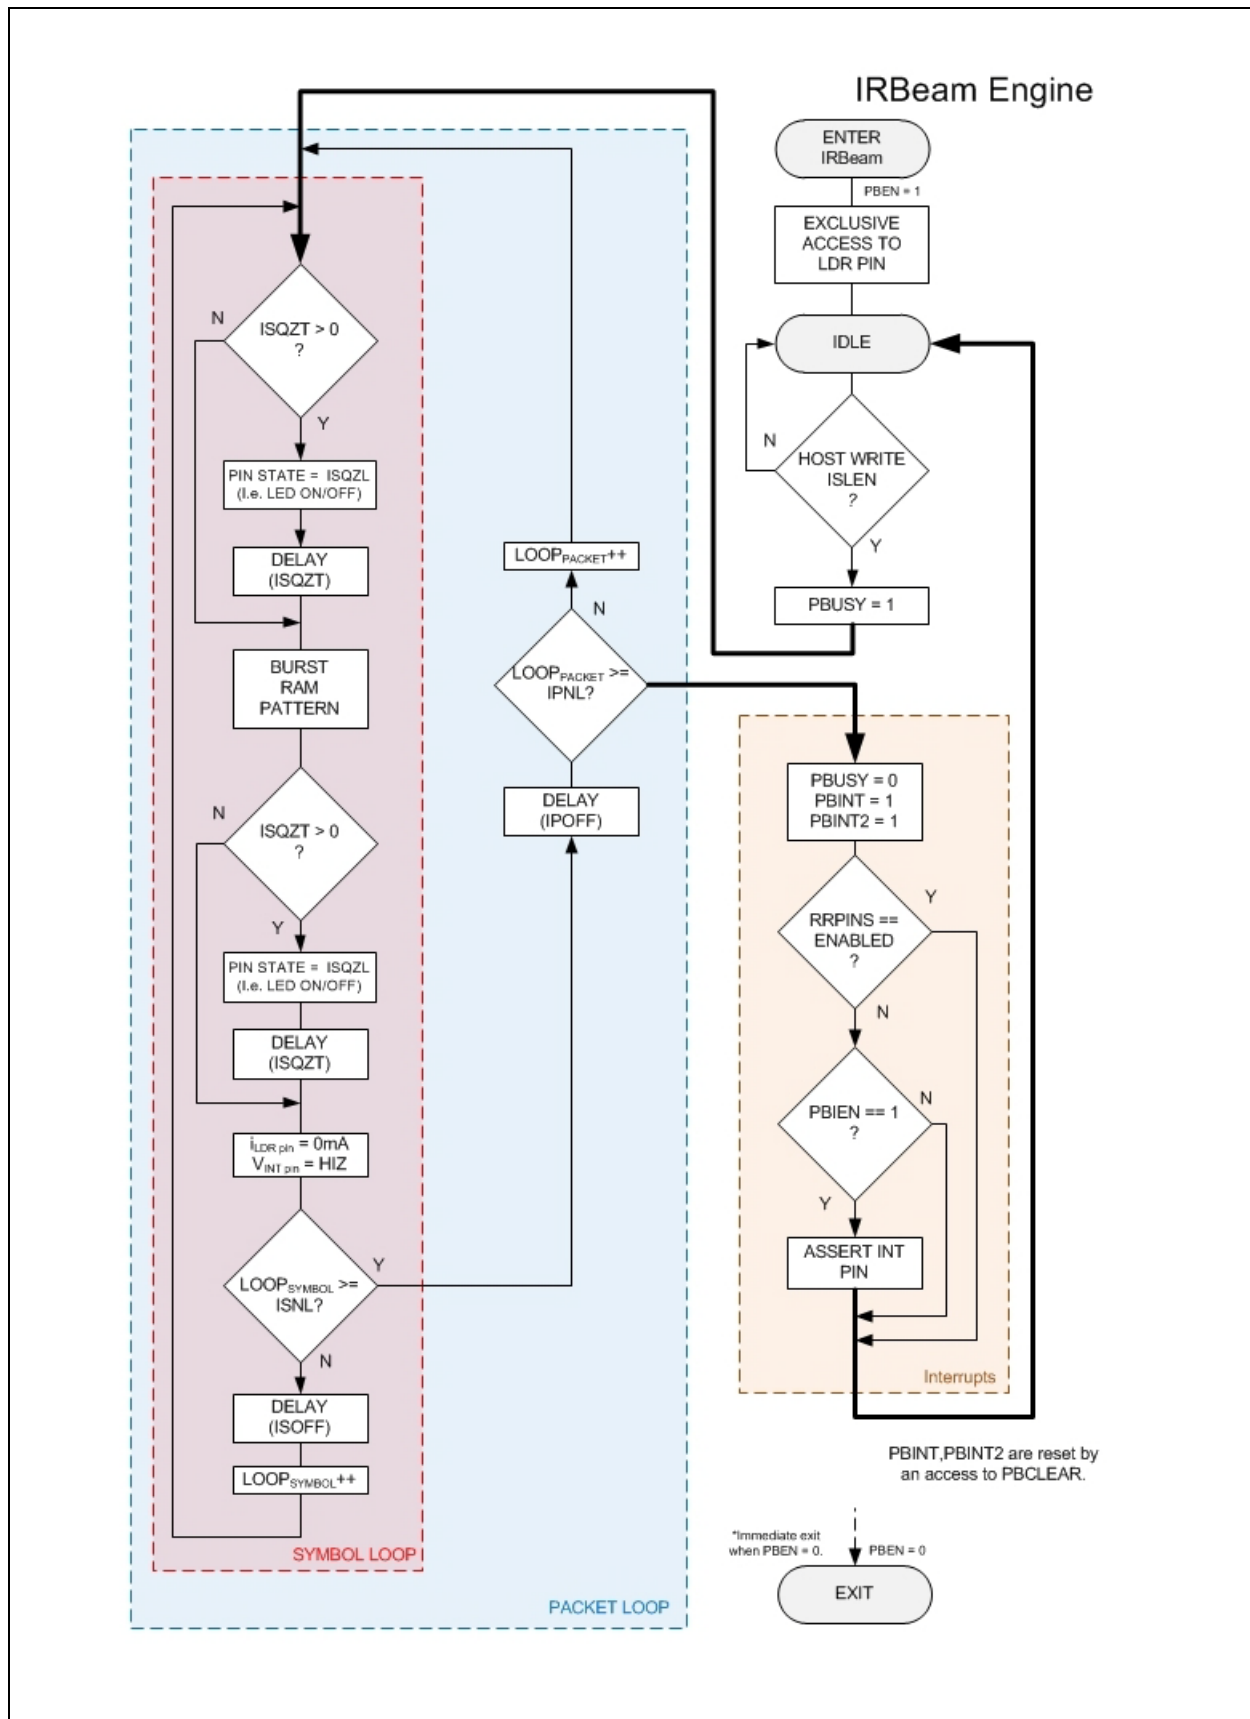 IRBeam Engine
ENTER
IRBeam
PBEN = 1
EXCLUSIVE
ACCESS TO
LDR PIN
IDLE
N
HOST WRITE
ISLEN
?
Y
PBUSY = 1
ISQZT > 0
?
N
Y
PIN STATE = ISQZL
(I.e. LED ON/OFF)
DELAY
(ISQZT)
BURST
RAM
PATTERN
N
ISQZT > 0
?
Y
PIN STATE = ISQZL
(I.e. LED ON/OFF)
DELAY
(ISQZT)
iLDR pin = 0mA
VINT pin = HIZ
LOOPSYMBOL >=
ISNL?
Y
N
DELAY
(ISOFF)
LOOPSYMBOL++
SYMBOL LOOP
LOOPPACKET++
N
LOOPPACKET >=
IPNL?
DELAY
(IPOFF)
PACKET LOOP
PBUSY = 0
PBINT = 1
PBINT2 = 1
RRPINS ==
ENABLED
?
Y
N
PBIEN == 1
?
N
Y
ASSERT INT
PIN
Interrupts
PBINT,PBINT2 are reset by
an access to PBCLEAR.
*Immediate exit
when PBEN = 0.
PBEN = 0
EXIT